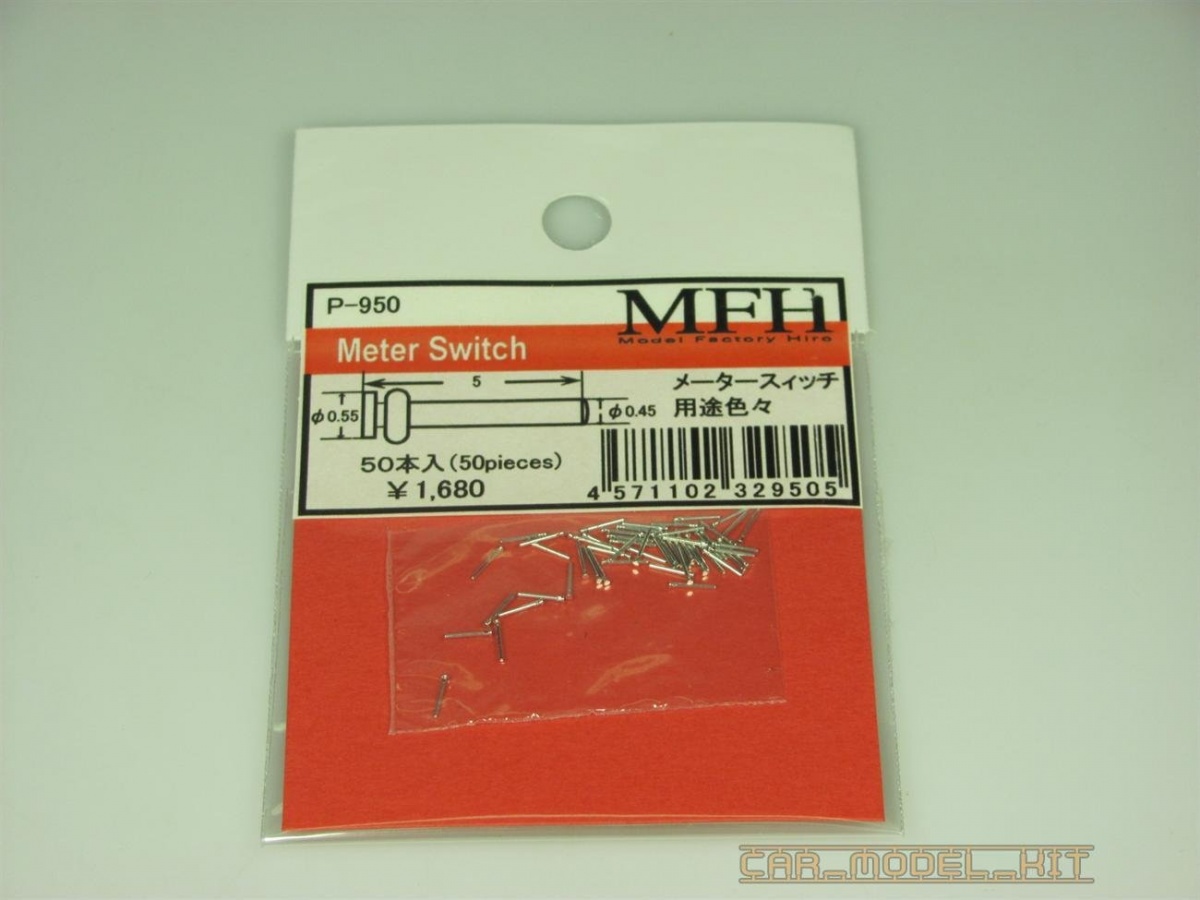 P-950
MFH
Model Factory Hiro
Meter Switch
5
メータースィッチ
φ0.55
φ0.45
用途色々
50本入(50pieces)
¥1,680
4 571102 329505
CAR_MODEL_KIT